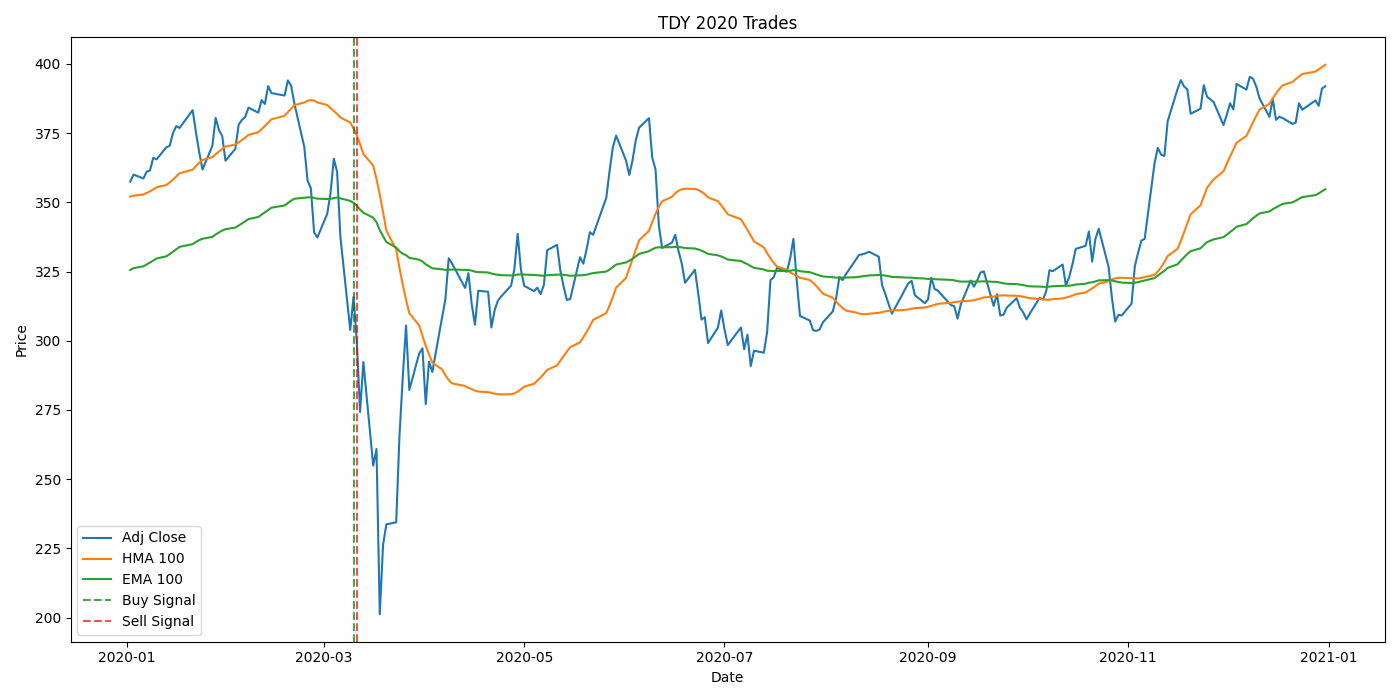 TDY 2020 Trades
400
375
350
325
300
275
250
225
200
Price
Adj Close
HMA 100
EMA 100
Buy Signal
Sell Signal
2020-01
2020-03
2020-05
2020-07
2020-09
2020-11
2021-01
Date